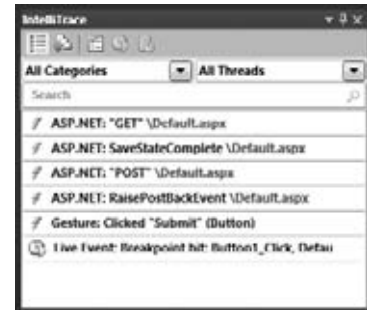 IntelliTrace
All Categories All Threads
Search
ASP.NET: "GET" \Default.aspx
ASP.NET: SaveStateComplete \Default.aspx
ASP.NET: "POST" \Default.aspx
ASP.NET: RaisePostBackEvent \Default.aspx
Gesture: Clicked "Submit" (Button)
Live Event: Breakpoint hit: Button1_Click, Defau